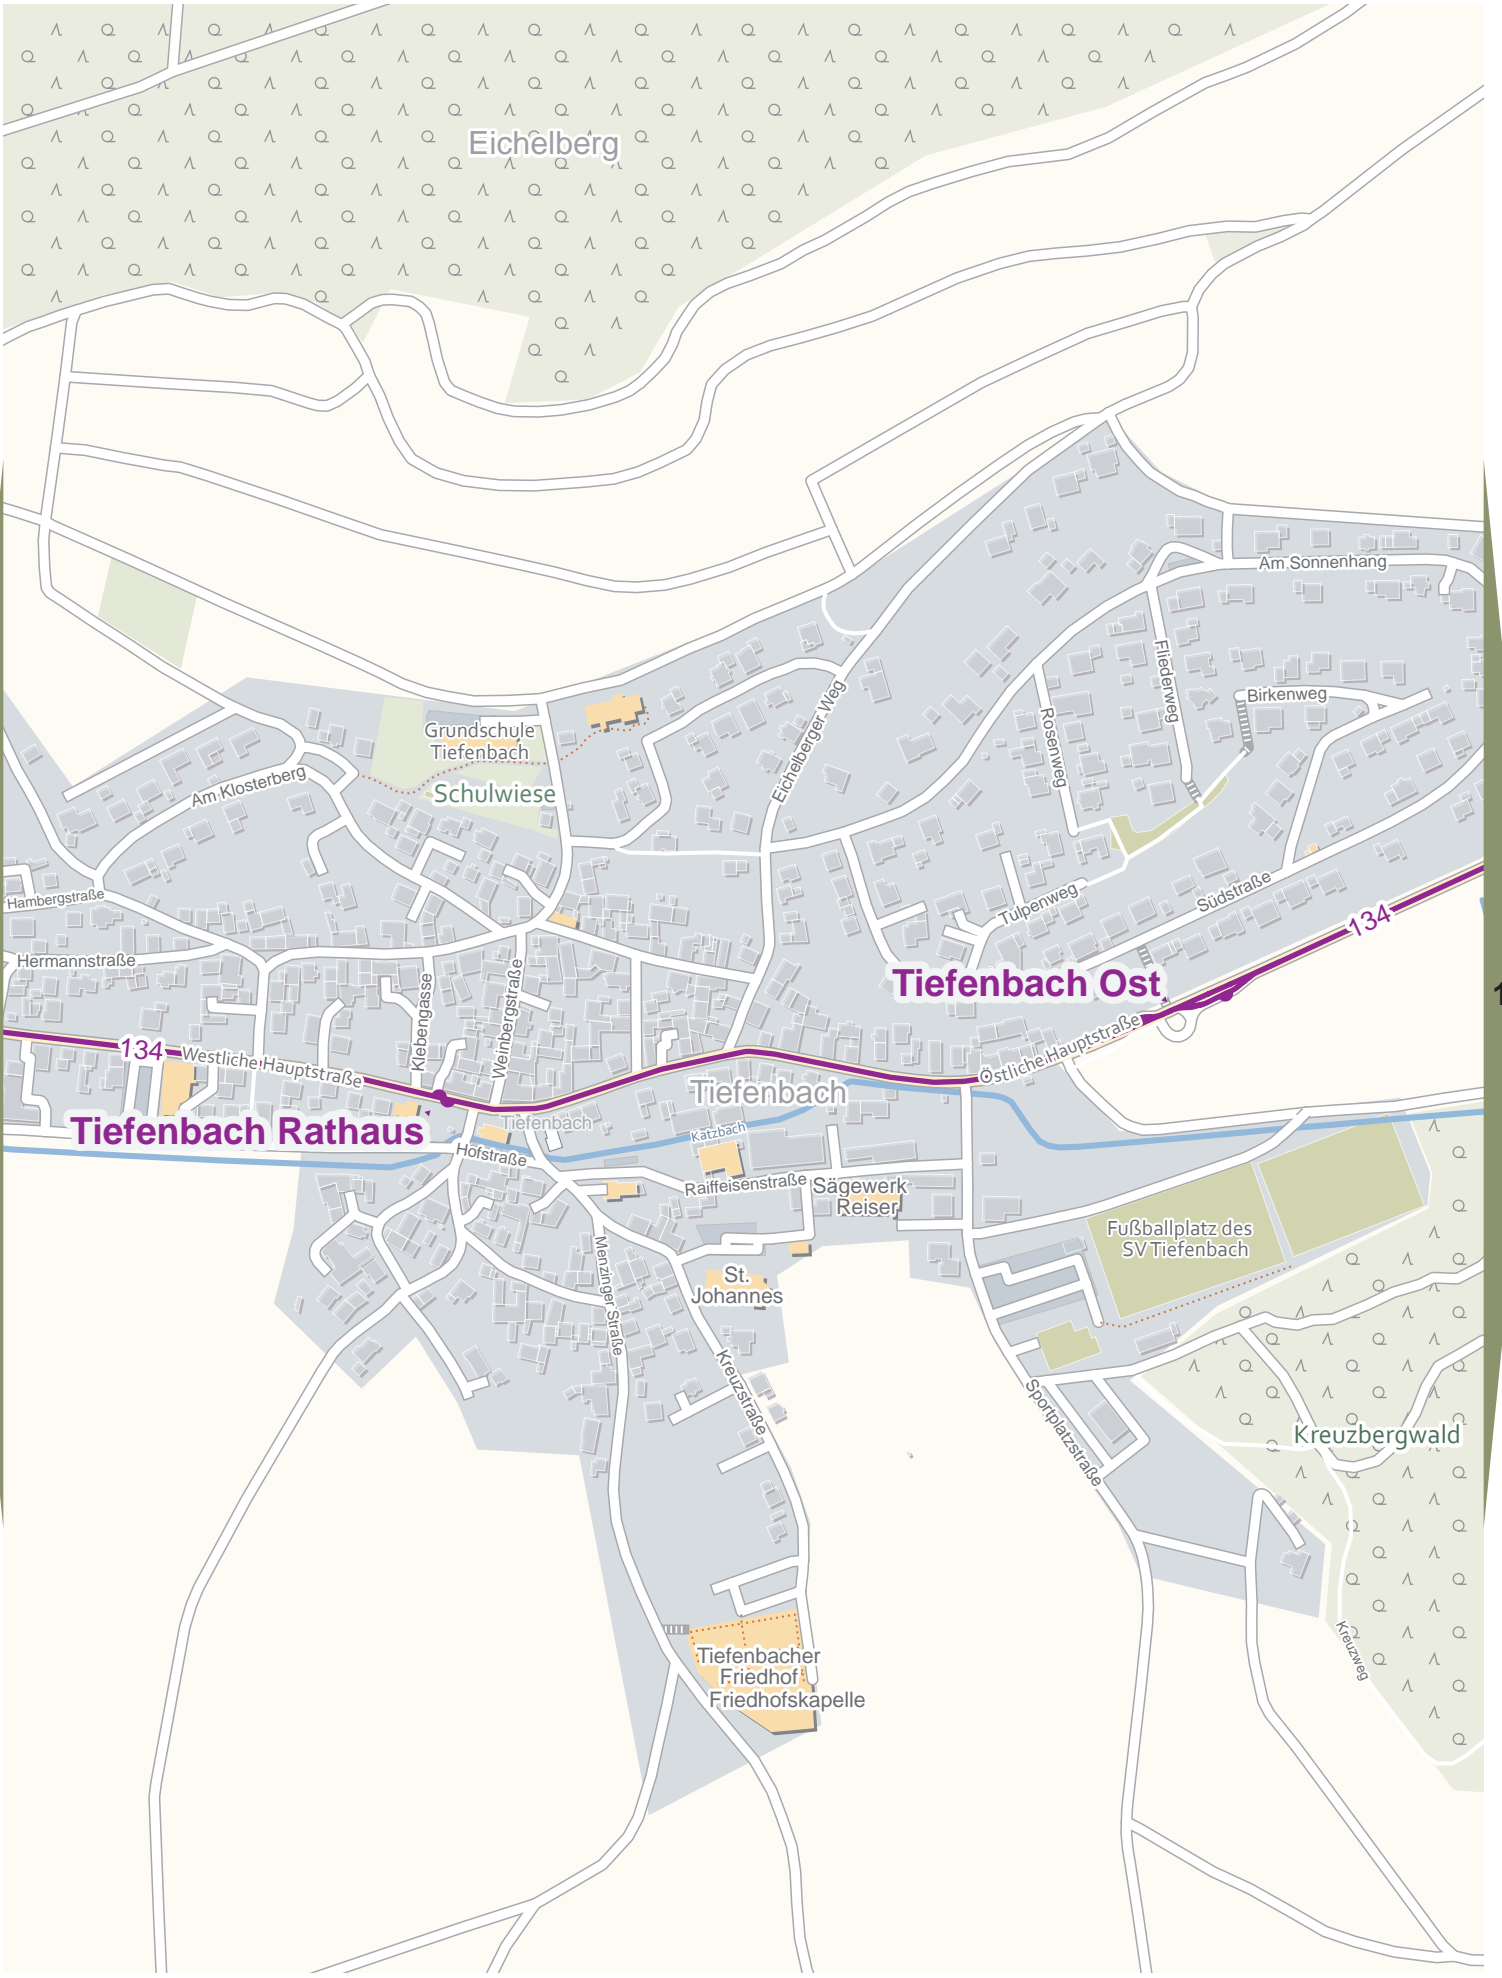 Eichelberg
Am Sonnenhang
Fliederweg
Birkenweg
Rosenweg
Eichelberger Weg
Grundschule
Tiefenbach
Schulwiese
Am Klosterberg
Hambergstraße
Tulpenweg
Südstraße
134
Hermannstraße
Klebengasse
Weinbergstraße
Tiefenbach Ost
1
Östliche Hauptstraße
134
Westliche Hauptstraße
Tiefenbach
Tiefenbach Rathaus
Tiefenbach
Katzbach
Hofstraße
Raiffeisenstraße
Sägewerk
Reiser
Fußballplatz des
SV Tiefenbach
Menzinger Straße
St.
Johannes
Kreuzstraße
Sportplatzstraße
Kreuzbergwald
Kreuzweg
Tiefenbacher
Friedhof
Friedhofskapelle